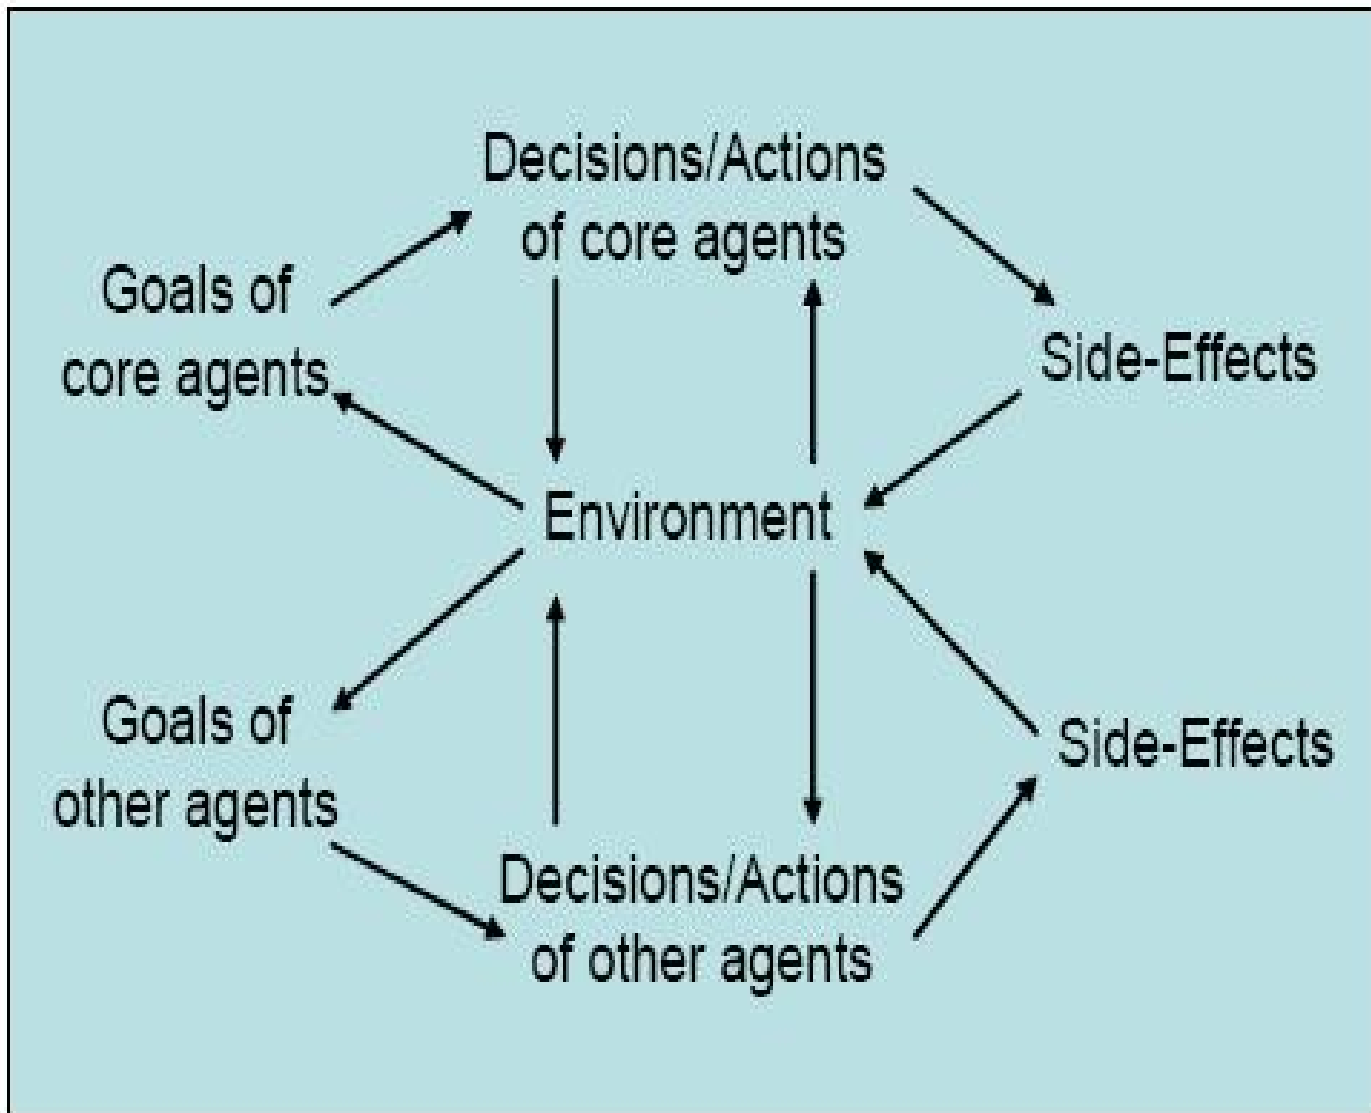 Decisions/Actions
of core agents
Goals of
core agents
Side-Effects
Environment
Goals of
other agents
Side-Effects
Decisions/Actions
of other agents